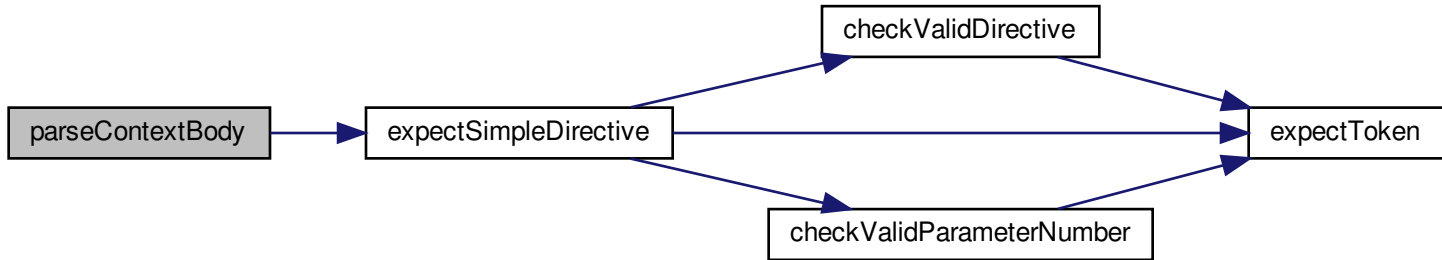 parseContextBody
expectSimpleDirective
checkValidDirective
checkValidParameterNumber
expectToken